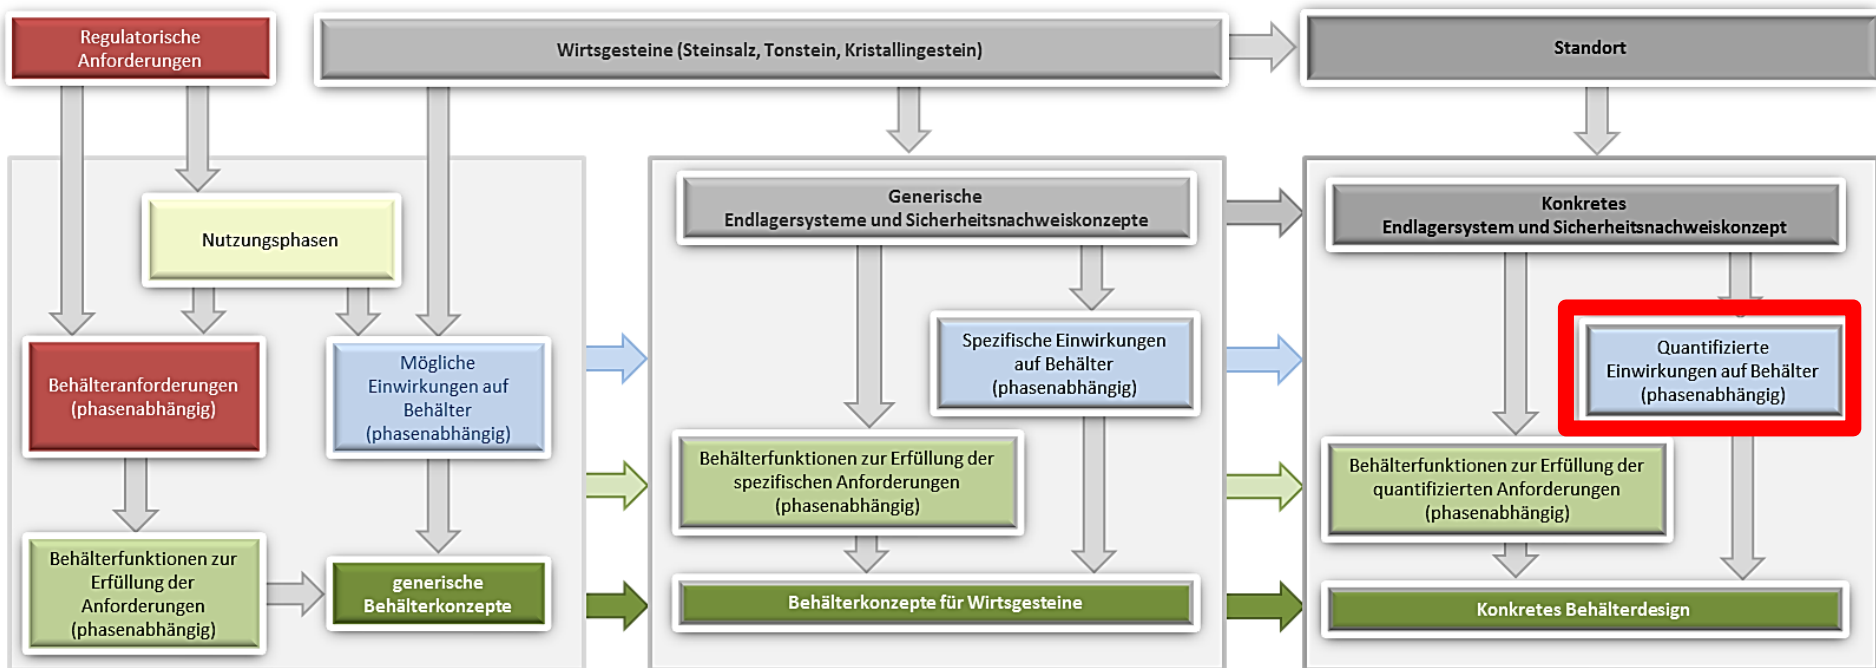 Regulatorische
Anforderungen
Wirtsgesteine (Steinsalz, Tonstein, Kristallingestein)
Standort
Nutzungsphasen
Behälteranforderungen
(phasenabhängig)
Mögliche
Einwirkungen auf
Behälter
(phasenabhängig)
Behälterfunktionen zur
Erfüllung der
Anforderungen
(phasenabhängig)
generische
Behälterkonzepte
Generische
Endlagersysteme und Sicherheitsnachweiskonzepte
Spezifische Einwirkungen
auf Behälter
(phasenabhängig)
Behälterfunktionen zur Erfüllung der
spezifischen Anforderungen
(phasenabhängig)
Behälterkonzepte für Wirtsgesteine
Konkretes
Endlagersystem und Sicherheitsnachweiskonzept
Quantifizierte
Einwirkungen auf Behälter
(phasenabhängig)
Behälterfunktionen zur Erfüllung der
quantifizierten Anforderungen
(phasenabhängig)
Konkretes Behälterdesign